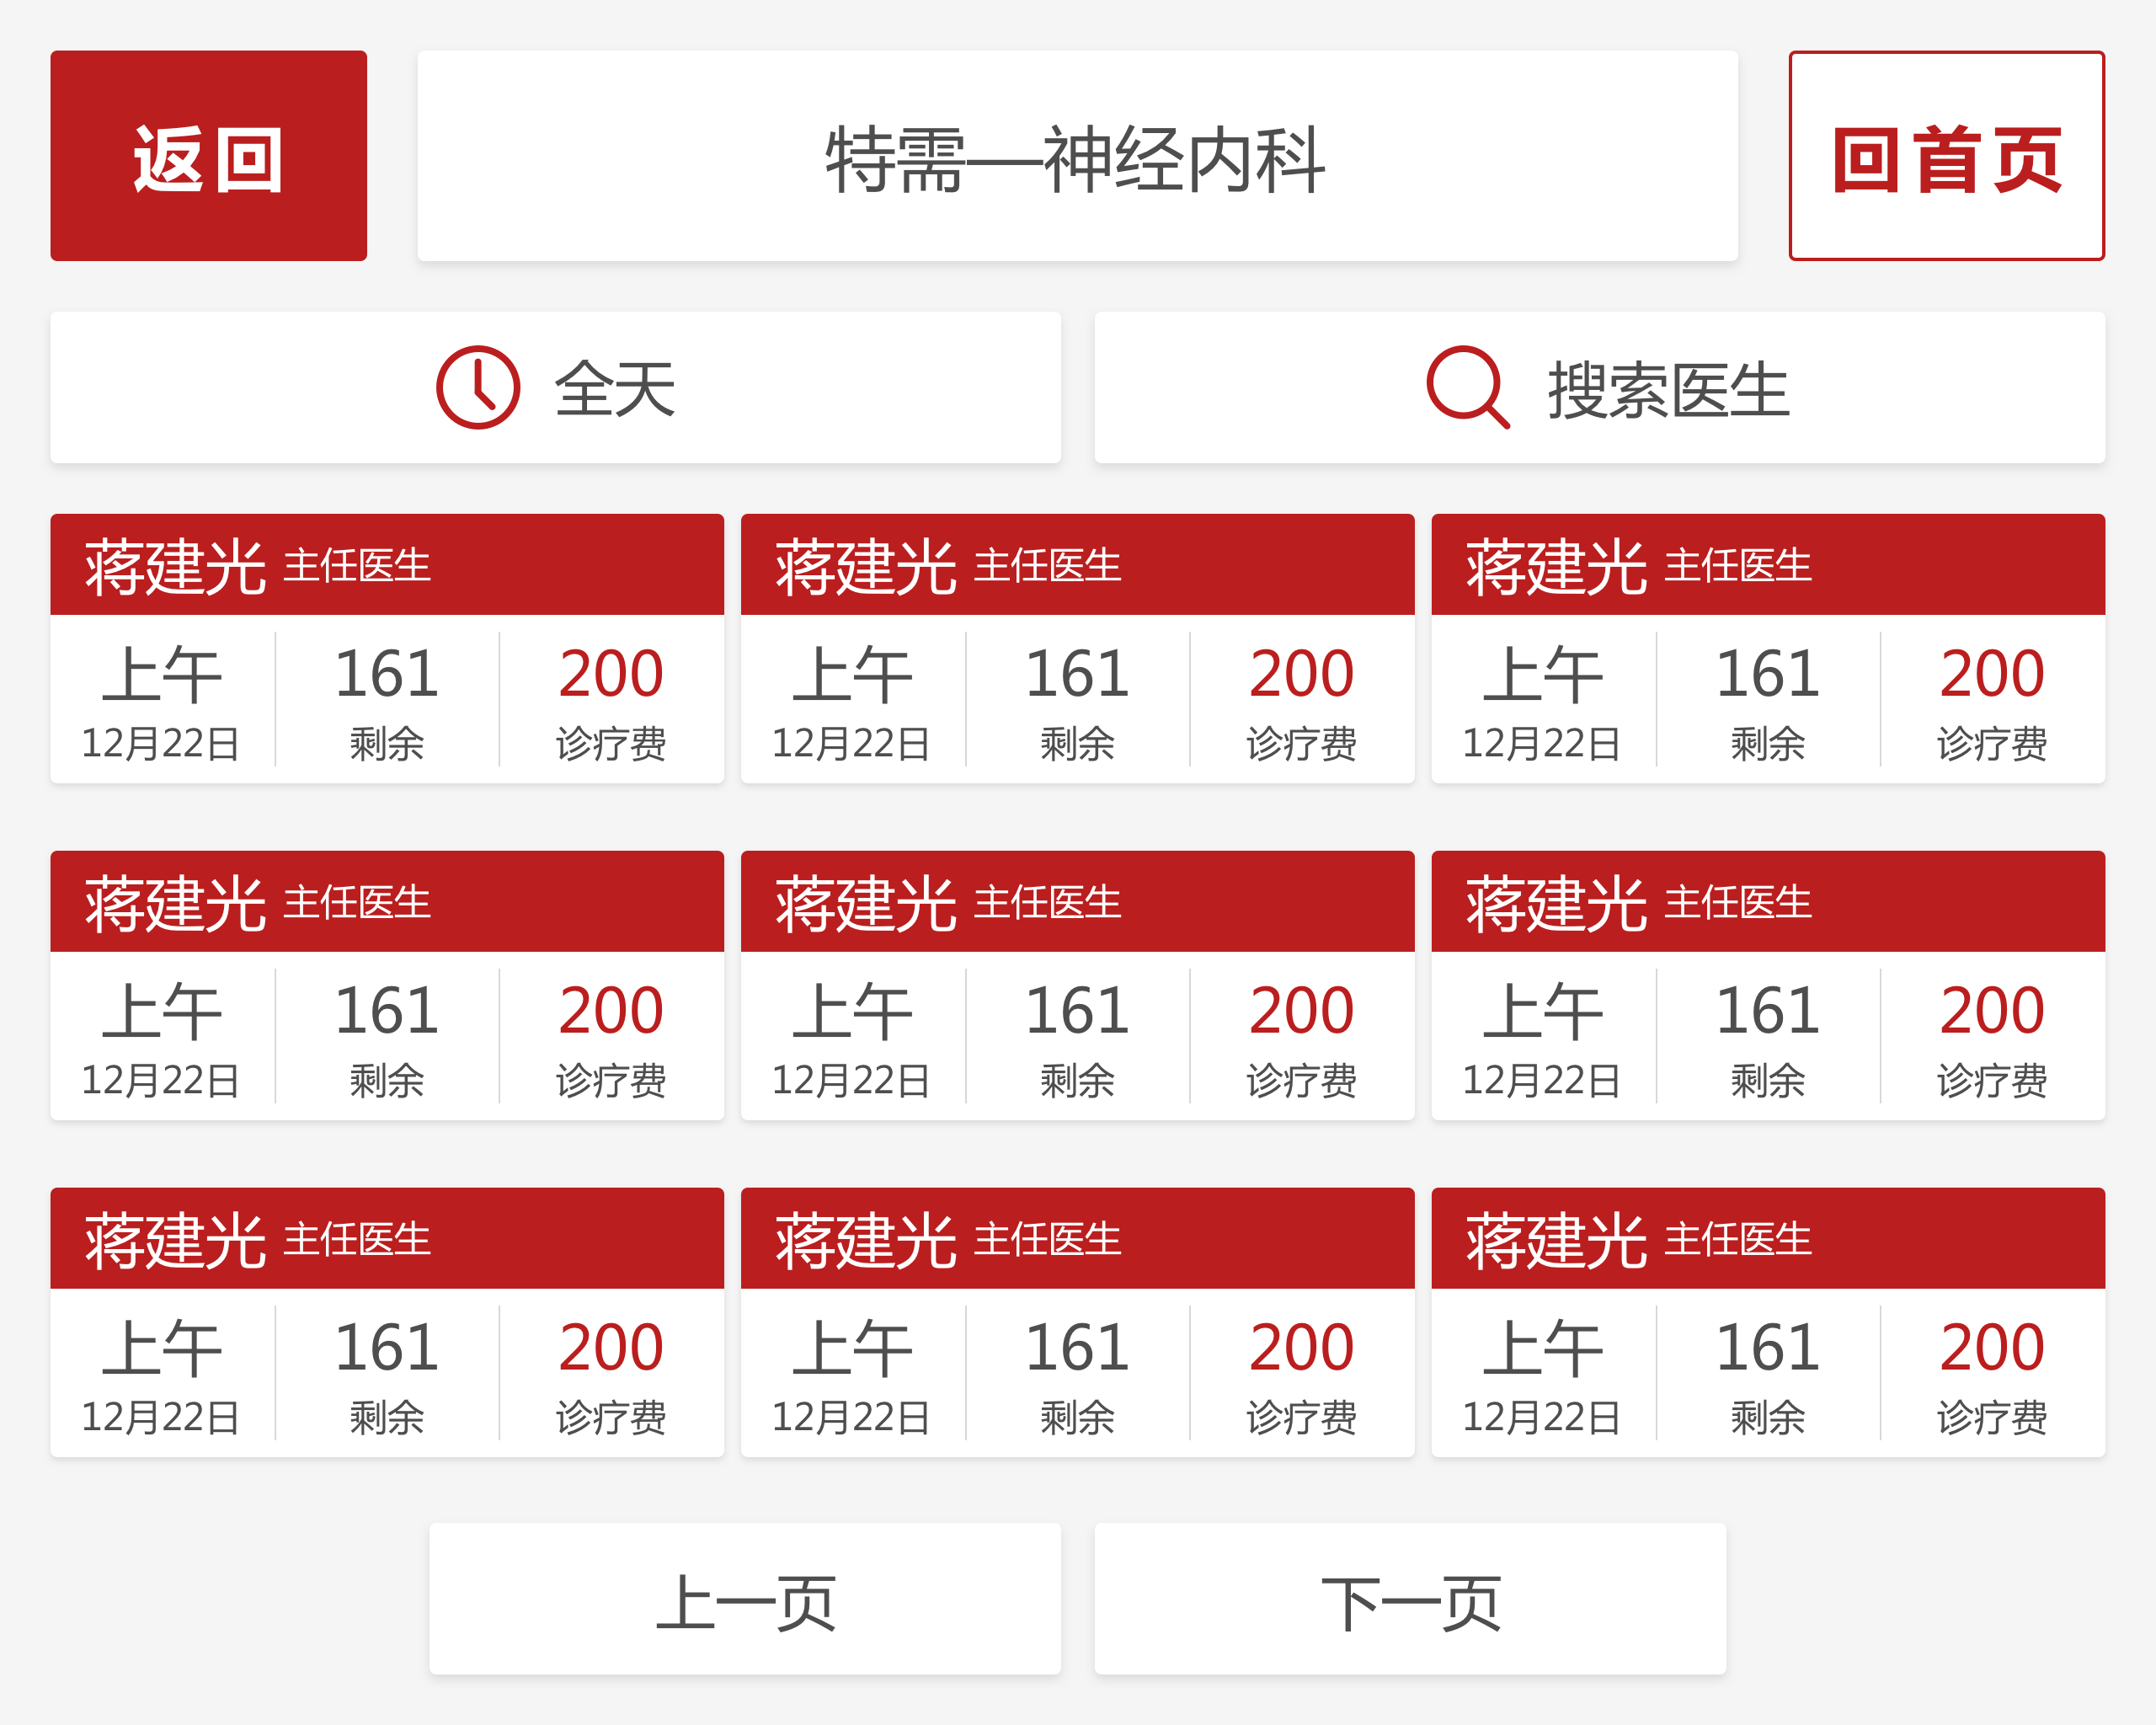 返回
特需—神经内科
回首页
全天
搜索医生
蒋建光 主任医生
上午 161 200
12月22日 剩余 诊疗费
蒋建光 主任医生
上午 161 200
12月22日 剩余 诊疗费
蒋建光 主任医生
上午 161 200
12月22日 剩余 诊疗费
蒋建光 主任医生
上午 161 200
12月22日 剩余 诊疗费
蒋建光 主任医生
上午 161 200
12月22日 剩余 诊疗费
蒋建光 主任医生
上午 161 200
12月22日 剩余 诊疗费
蒋建光 主任医生
上午 161 200
12月22日 剩余 诊疗费
蒋建光 主任医生
上午 161 200
12月22日 剩余 诊疗费
蒋建光 主任医生
上午 161 200
12月22日 剩余 诊疗费
上一页
下一页